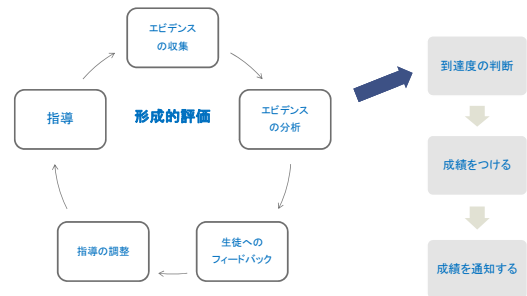 エビデンス
の収集
指導
形成的評価
エビデンス
の分析
指導の調整
生徒への
フィードバック
到達度の判断
成績をつける
成績を通知する